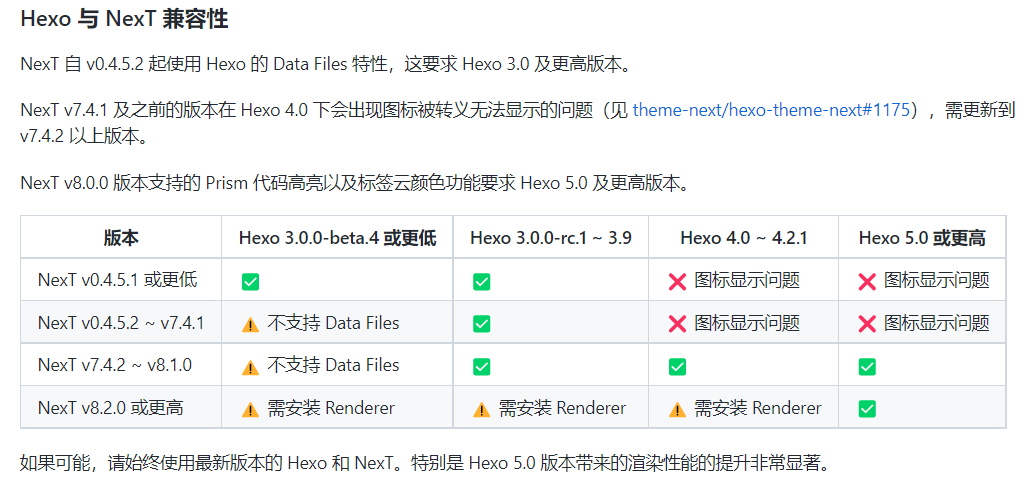 Hexo 与 NexT 兼容性
NexT 自 v0.4.5.2 起使用 Hexo 的 Data Files 特性，这要求 Hexo 3.0 及更高版本。
NexT v7.4.1 及之前的版本在 Hexo 4.0 下会出现图标被转义无法显示的问题（见 theme-next/hexo-theme-next#1175），需更新到
v7.4.2 以上版本。
NexT v8.0.0 版本支持的 Prism 代码高亮以及标签云颜色功能要求 Hexo 5.0 及更高版本。
版本 Hexo 3.0.0-beta.4 或更低 Hexo 3.0.0-rc.1 ~ 3.9 Hexo 4.0 ~ 4.2.1 Hexo 5.0 或更高
NexT v0.4.5.1 或更低 ✅ ✅ ❌ 图标显示问题 ❌ 图标显示问题
NexT v0.4.5.2 ~ v7.4.1 ⚠️ 不支持 Data Files ✅ ❌ 图标显示问题 ❌ 图标显示问题
NexT v7.4.2 ~ v8.1.0 ⚠️ 不支持 Data Files ✅ ✅ ✅
NexT v8.2.0 或更高 ⚠️ 需安装 Renderer ⚠️ 需安装 Renderer ⚠️ 需安装 Renderer ✅
如果可能，请始终使用最新版本的 Hexo 和 NexT。特别是 Hexo 5.0 版本带来的渲染性能的提升非常显著。